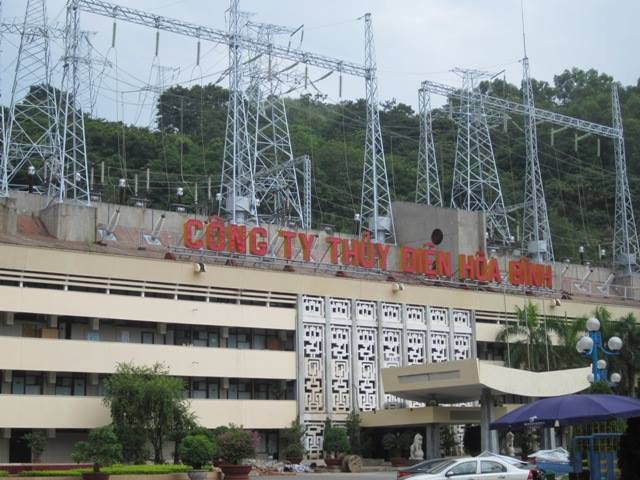 CÔNG TY THỦY ĐIỆN HÒA BÌNH